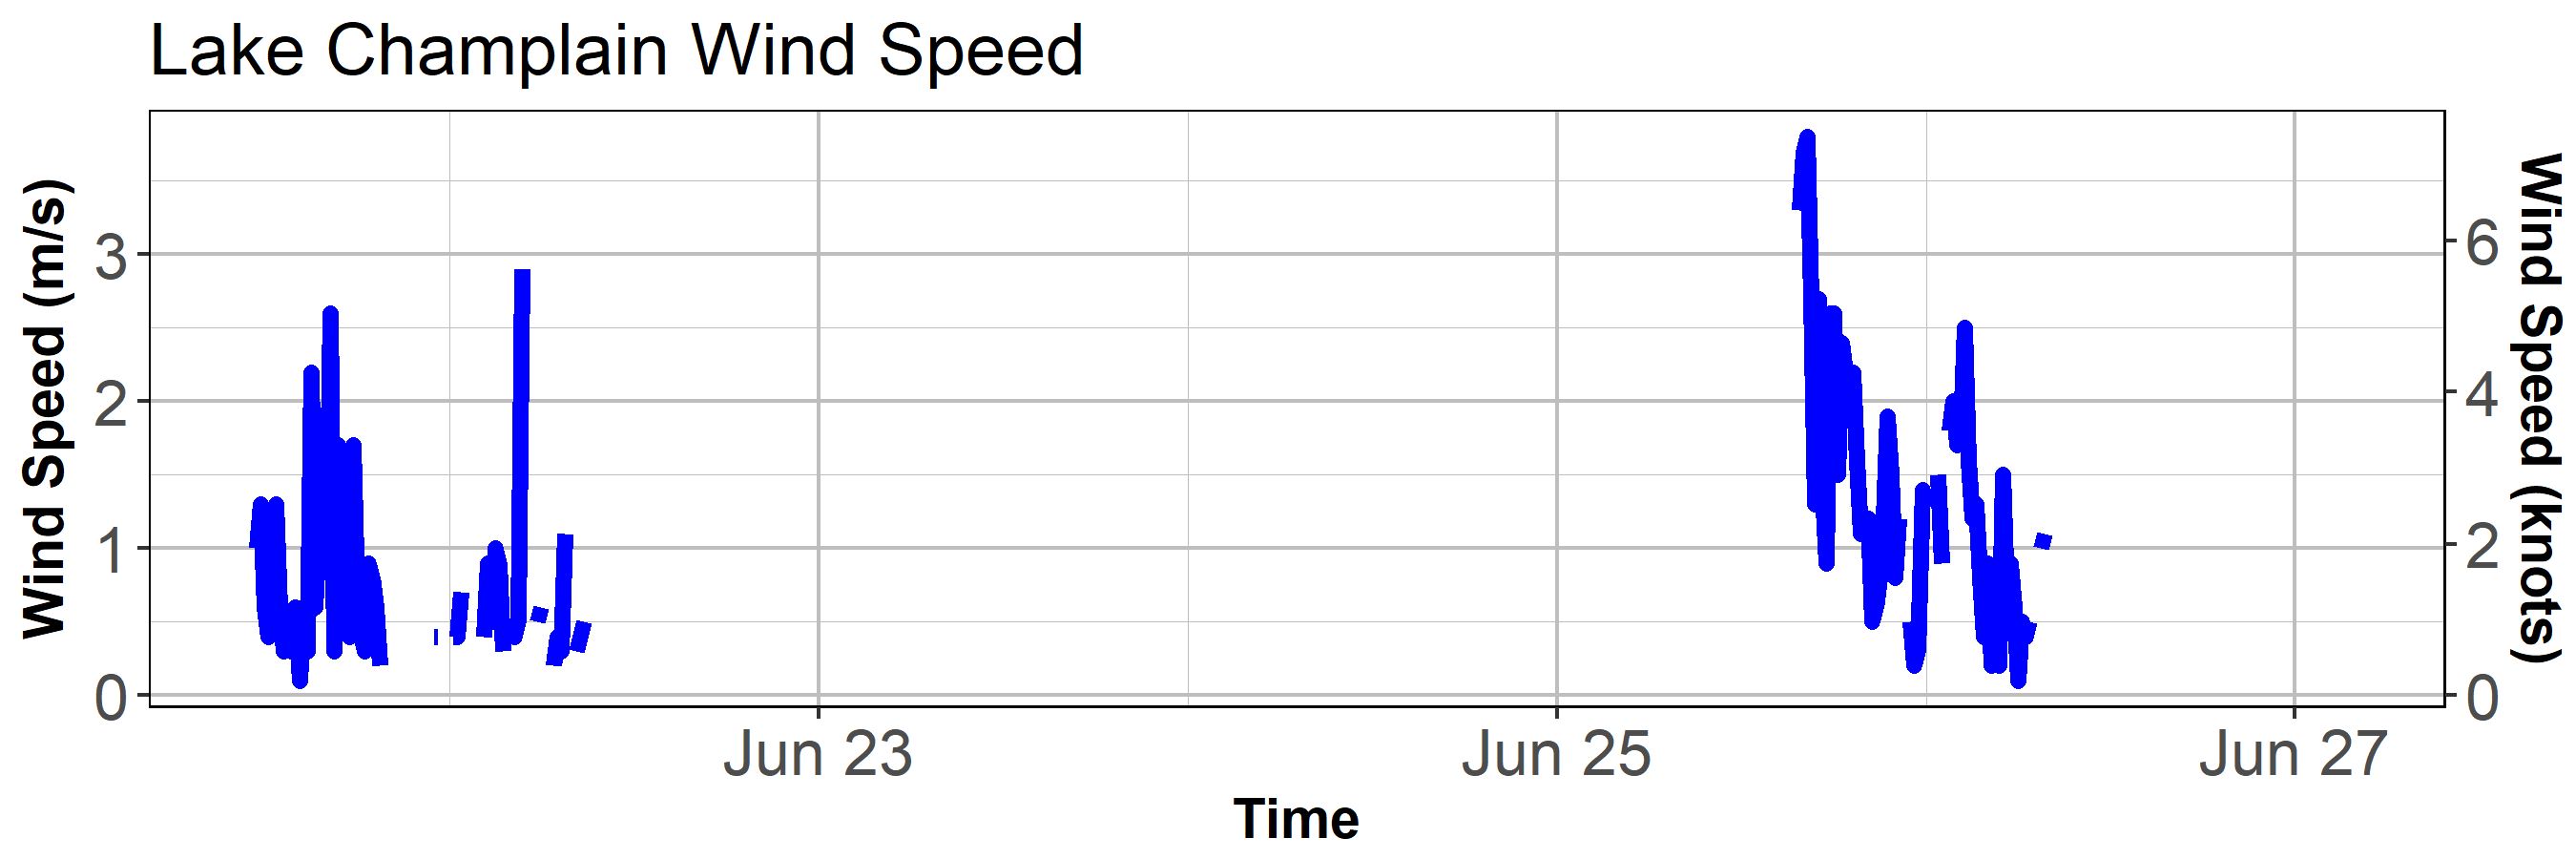 Lake Champlain Wind Speed
Wind Speed (m/s)
3
2
1
0
Wind Speed (knots)
6
4
2
0
Jun 23
Jun 25
Jun 27
Time